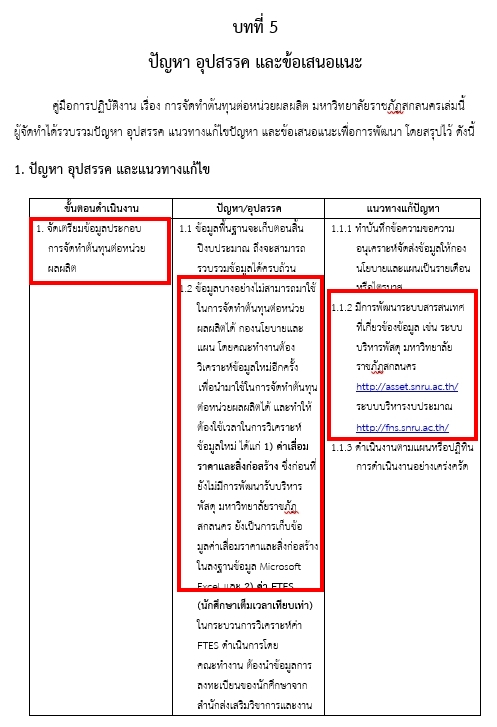 บทที่ 5
ปัญหา อุปสรรค และข้อเสนอแนะ
คู่มือการปฏิบัติงาน เรื่อง การจัดทำต้นทุนต่อหน่วยผลผลิต มหาวิทยาลัยราชภัฏสกลนครเล่มนี้
ผู้จัดทำได้รวบรวมปัญหา อุปสรรค แนวทางแก้ไขปัญหา และข้อเสนอแนะเพื่อการพัฒนา โดยสรุปไว้ ดังนี้
1. ปัญหา อุปสรรค และแนวทางแก้ไข
ขั้นตอนดำเนินงาน
1. จัดเตรียมข้อมูลประกอบ
การจัดทำต้นทุนต่อหน่วย
ผลผลิต
ปัญหา/อุปสรรค
1.1 ข้อมูลพื้นฐานจะเก็บตอนสิ้น
ปีงบประมาณ ถึงจะสามารถ
รวบรวมข้อมูลได้ครบถ้วน
1.2 ข้อมูลบางอย่างไม่สามารถมาใช้
ในการจัดทำต้นทุนต่อหน่วย
ผลผลิตได้ กองนโยบายและ
แผน โดยคณะทำงานต้อง
วิเคราะห์ข้อมูลใหม่อีกครั้ง
เพื่อนำมาใช้ในการจัดทำต้นทุน
ต่อหน่วยผลผลิตได้ และทำให้
ต้องใช้เวลาในการวิเคราะห์
ข้อมูลใหม่ ได้แก่ 1) ค่าเสื่อม
ราคาและสิ่งก่อสร้าง ซึ่งก่อนที่
ยังไม่มีการพัฒนารับบริหาร
พัสดุ มหาวิทยาลัยราชภัฏ
สกลนคร ยังเป็นการเก็บข้อ
มูลค่าเสื่อมราคาและสิ่งก่อสร้าง
ในลงฐานข้อมูล Microsoft
Excel และ 2) ค่า FTES
(นักศึกษาเต็มเวลาเทียบเท่า)
ในกระบวนการวิเคราะห์ค่า
FTES ดำเนินการโดย
คณะทำงาน ต้องนำข้อมูลการ
ลงทะเบียนของนักศึกษาจาก
สำนักส่งเสริมวิชาการและงาน
แนวทางแก้ปัญหา
1.1.1 ทำบันทึกข้อความขอความ
อนุเคราะห์จัดส่งข้อมูลให้กอง
นโยบายและแผนเป็นรายเดือน
หรือไตรมาส
1.1.2 มีการพัฒนาระบบสารสนเทศ
ที่เกี่ยวข้องข้อมูล เช่น ระบบ
บริหารพัสดุ มหาวิทยาลัย
ราชภัฏสกลนคร
http://asset.snru.ac.th/
ระบบบริหารงบประมาณ
http://fns.snru.ac.th/
1.1.3 ดำเนินงานตามแผนหรือปฏิทิน
การดำเนินงานอย่างเคร่งครัด